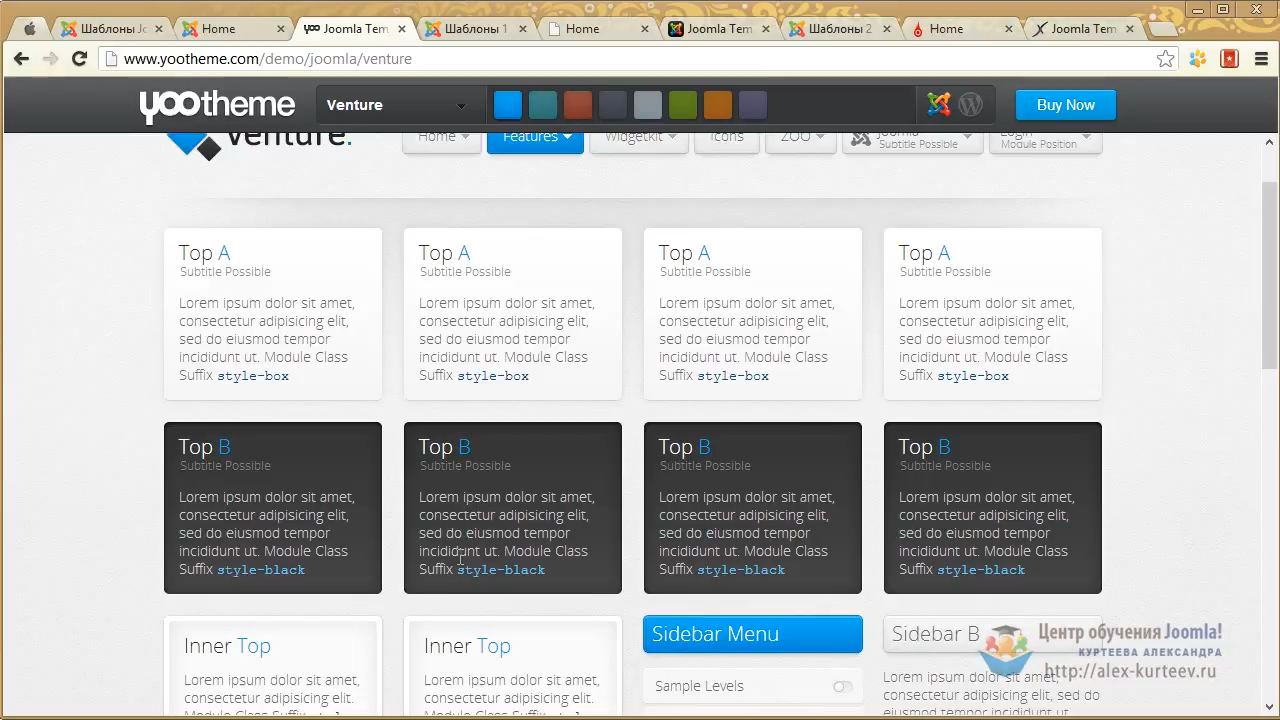 Шаблоны Jo
Home
Joomla Tem
Шаблоны 1
Home
Joomla Tem
Шаблоны 2
Home
Joomla Tem
www.yootheme.com/demo/joomla/venture
yootheme
Venture
Buy Now
venture.
Home
Features
Widgetkit
Icons
ZOO
Joomla
Subtitle Possible
Login
Module Position
Top A
Subtitle Possible
Lorem ipsum dolor sit amet,
consectetur adipisicing elit,
sed do eiusmod tempor
incididunt ut. Module Class
Suffix style-box
Top A
Subtitle Possible
Lorem ipsum dolor sit amet,
consectetur adipisicing elit,
sed do eiusmod tempor
incididunt ut. Module Class
Suffix style-box
Top A
Subtitle Possible
Lorem ipsum dolor sit amet,
consectetur adipisicing elit,
sed do eiusmod tempor
incididunt ut. Module Class
Suffix style-box
Top A
Subtitle Possible
Lorem ipsum dolor sit amet,
consectetur adipisicing elit,
sed do eiusmod tempor
incididunt ut. Module Class
Suffix style-box
Top B
Subtitle Possible
Lorem ipsum dolor sit amet,
consectetur adipisicing elit,
sed do eiusmod tempor
incididunt ut. Module Class
Suffix style-black
Top B
Subtitle Possible
Lorem ipsum dolor sit amet,
consectetur adipisicing elit,
sed do eiusmod tempor
incididunt ut. Module Class
Suffix style-black
Top B
Subtitle Possible
Lorem ipsum dolor sit amet,
consectetur adipisicing elit,
sed do eiusmod tempor
incididunt ut. Module Class
Suffix style-black
Top B
Subtitle Possible
Lorem ipsum dolor sit amet,
consectetur adipisicing elit,
sed do eiusmod tempor
incididunt ut. Module Class
Suffix style-black
Inner Top
Lorem ipsum dolor sit amet,
consectetur adipisicing elit.
Module Class Suffix
Inner Top
Lorem ipsum dolor sit amet,
consectetur adipisicing elit.
Module Class Suffix
Sidebar Menu
Sample Levels
Sidebar B
Lorem ipsum dolor sit amet,
consectetur adipisicing elit, sed do
Центр обучения Joomla!
КУРТЕЕВА АЛЕКСАНДРА
http://alex-kurteev.ru